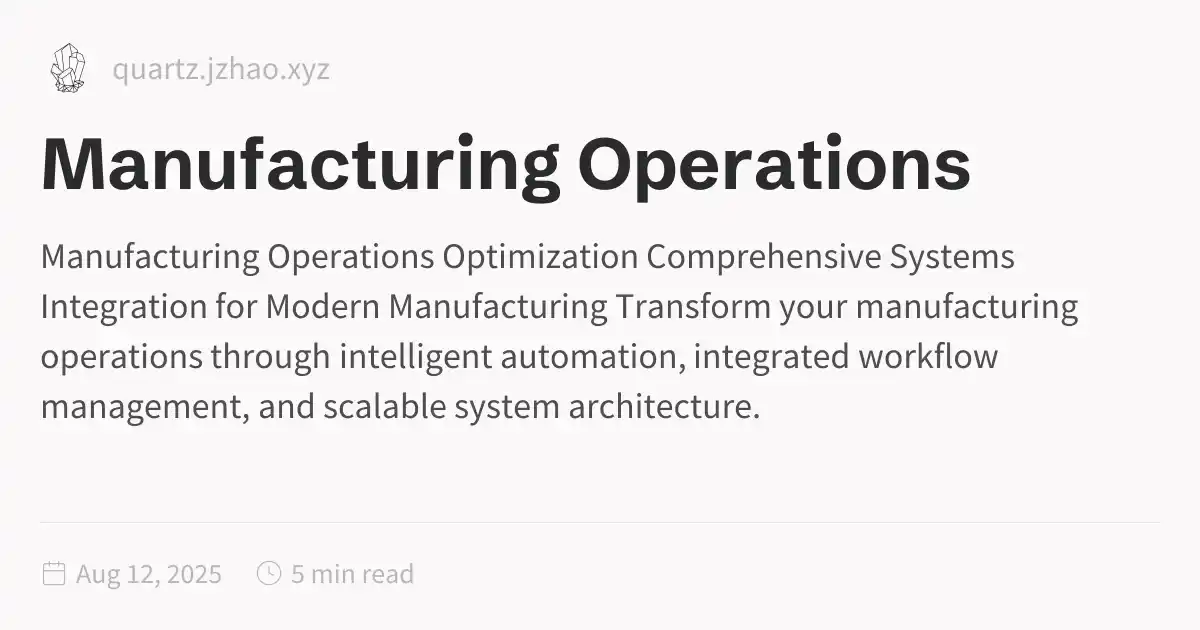 quartz.jzhao.xyz
Manufacturing Operations
Manufacturing Operations Optimization Comprehensive Systems
Integration for Modern Manufacturing Transform your manufacturing
operations through intelligent automation, integrated workflow
management, and scalable system architecture.
Aug 12, 2025 5 min read